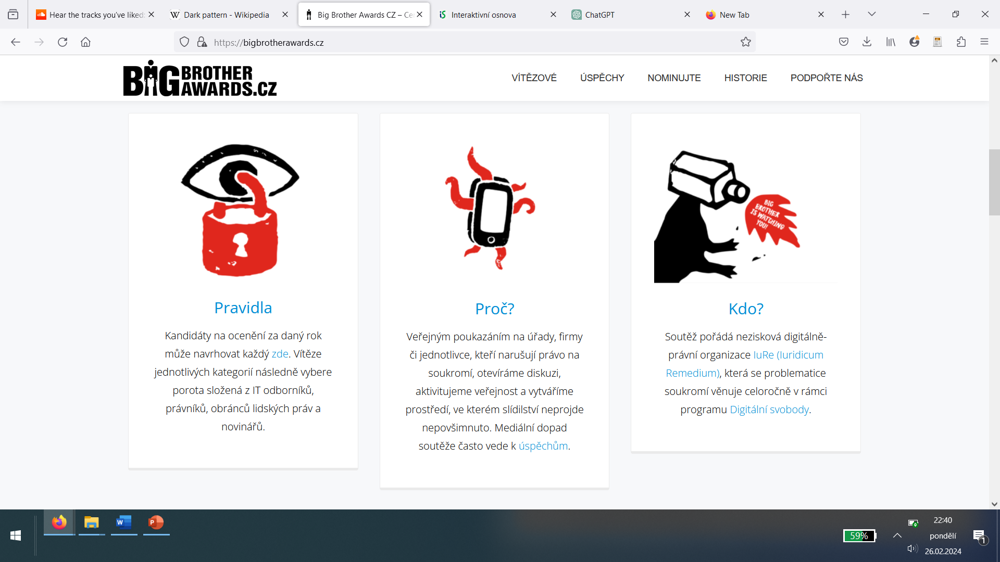 Hear the tracks you've liked:
Dark pattern - Wikipedia
Big Brother Awards CZ – Ce
Interaktivní osnova
ChatGPT
New Tab
https://bigbrotherawards.cz
BIG BROTHER
AWARDS.CZ
VÍTĚZOVÉ
ÚSPĚCHY
NOMINUJTE
HISTORIE
PODPOŘTE NÁS
BIG
BROTHER
IS WATCHING
YOU!
Pravidla
Kandidáty na ocenění za daný rok
může navrhovat každý zde. Vítěze
jednotlivých kategorií následně vybere
porota složená z IT odborníků,
právníků, obránců lidských práv a
novinářů.
Proč?
Veřejným poukazáním na úřady, firmy
či jednotlivce, kteří narušují právo na
soukromí, otevíráme diskuzi,
aktivitujeme veřejnost a vytváříme
prostředí, ve kterém slídilství neprojde
nepovšimnuto. Mediální dopad
soutěže často vede k úspěchům.
Kdo?
Soutěž pořádá nezisková digitálně-
právní organizace IuRe (Iuridicum
Remedium), která se problematice
soukromí věnuje celoročně v rámci
programu Digitální svobody.
59%
22:40
pondělí
26.02.2024
1